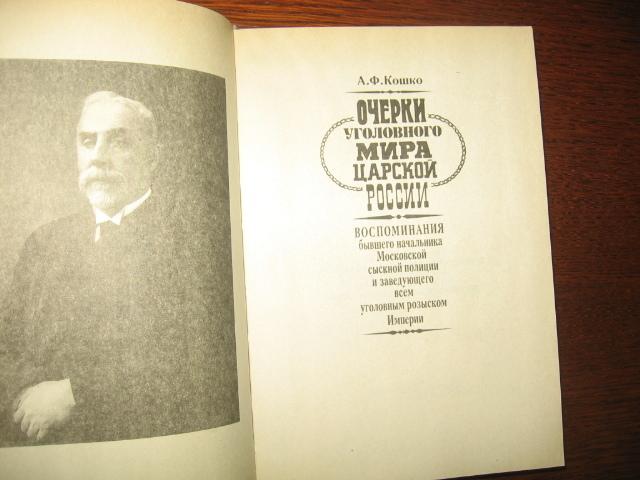 А.Ф.Кошко
ОЧЕРКИ
УГОЛОВНОГО
МИРА
ЦАРСКОЙ
РОССИИ
ВОСПОМИНАНИЯ
бывшего начальника
Московской
сыскной полиции
и заведующего
всем
уголовным розыском
Империи